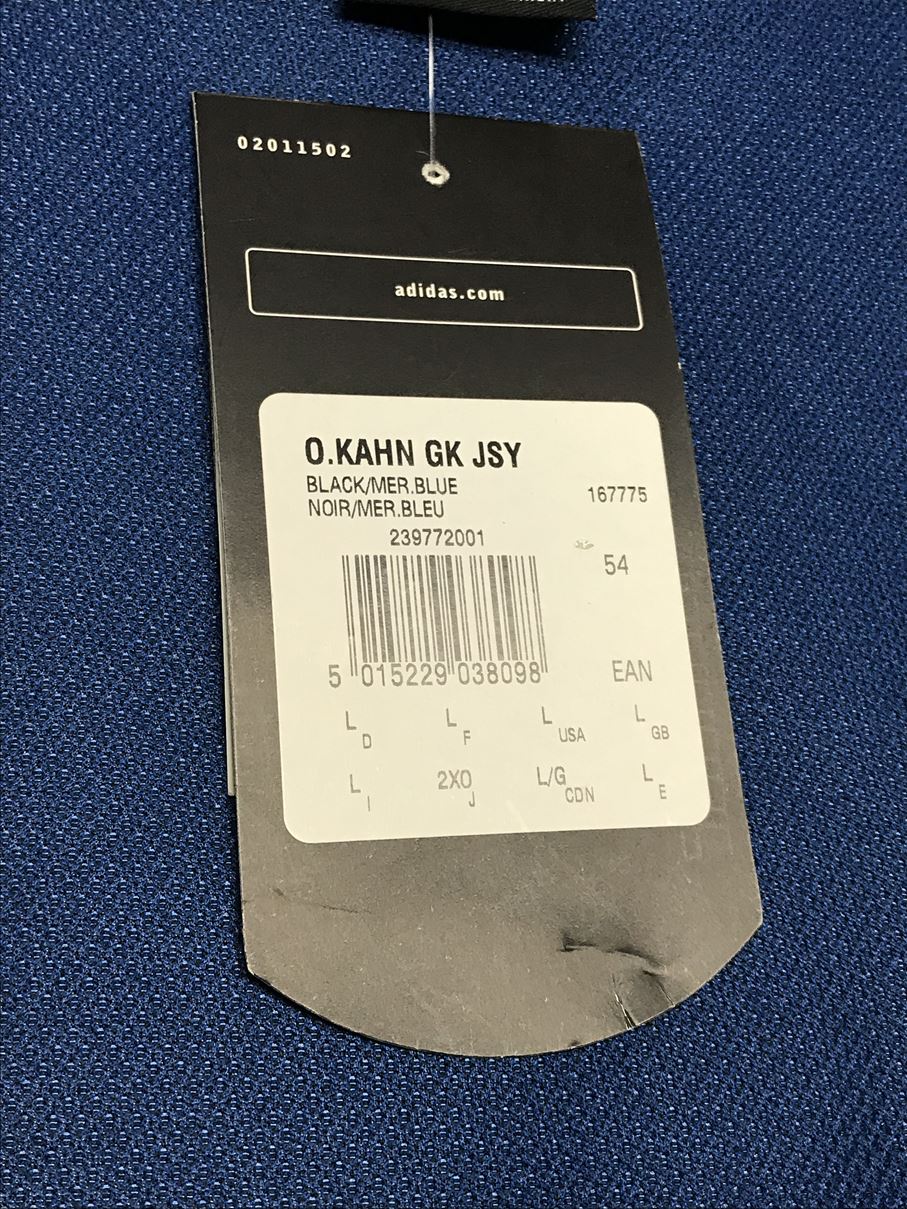 02011502
adidas.com
O.KAHN GK JSY
BLACK/MER.BLUE
NOIR/MER.BLEU
167775
239772001
54
5 015229 038098
EAN
L D L F L USA L GB
L I 2XO J L/G CDN L E